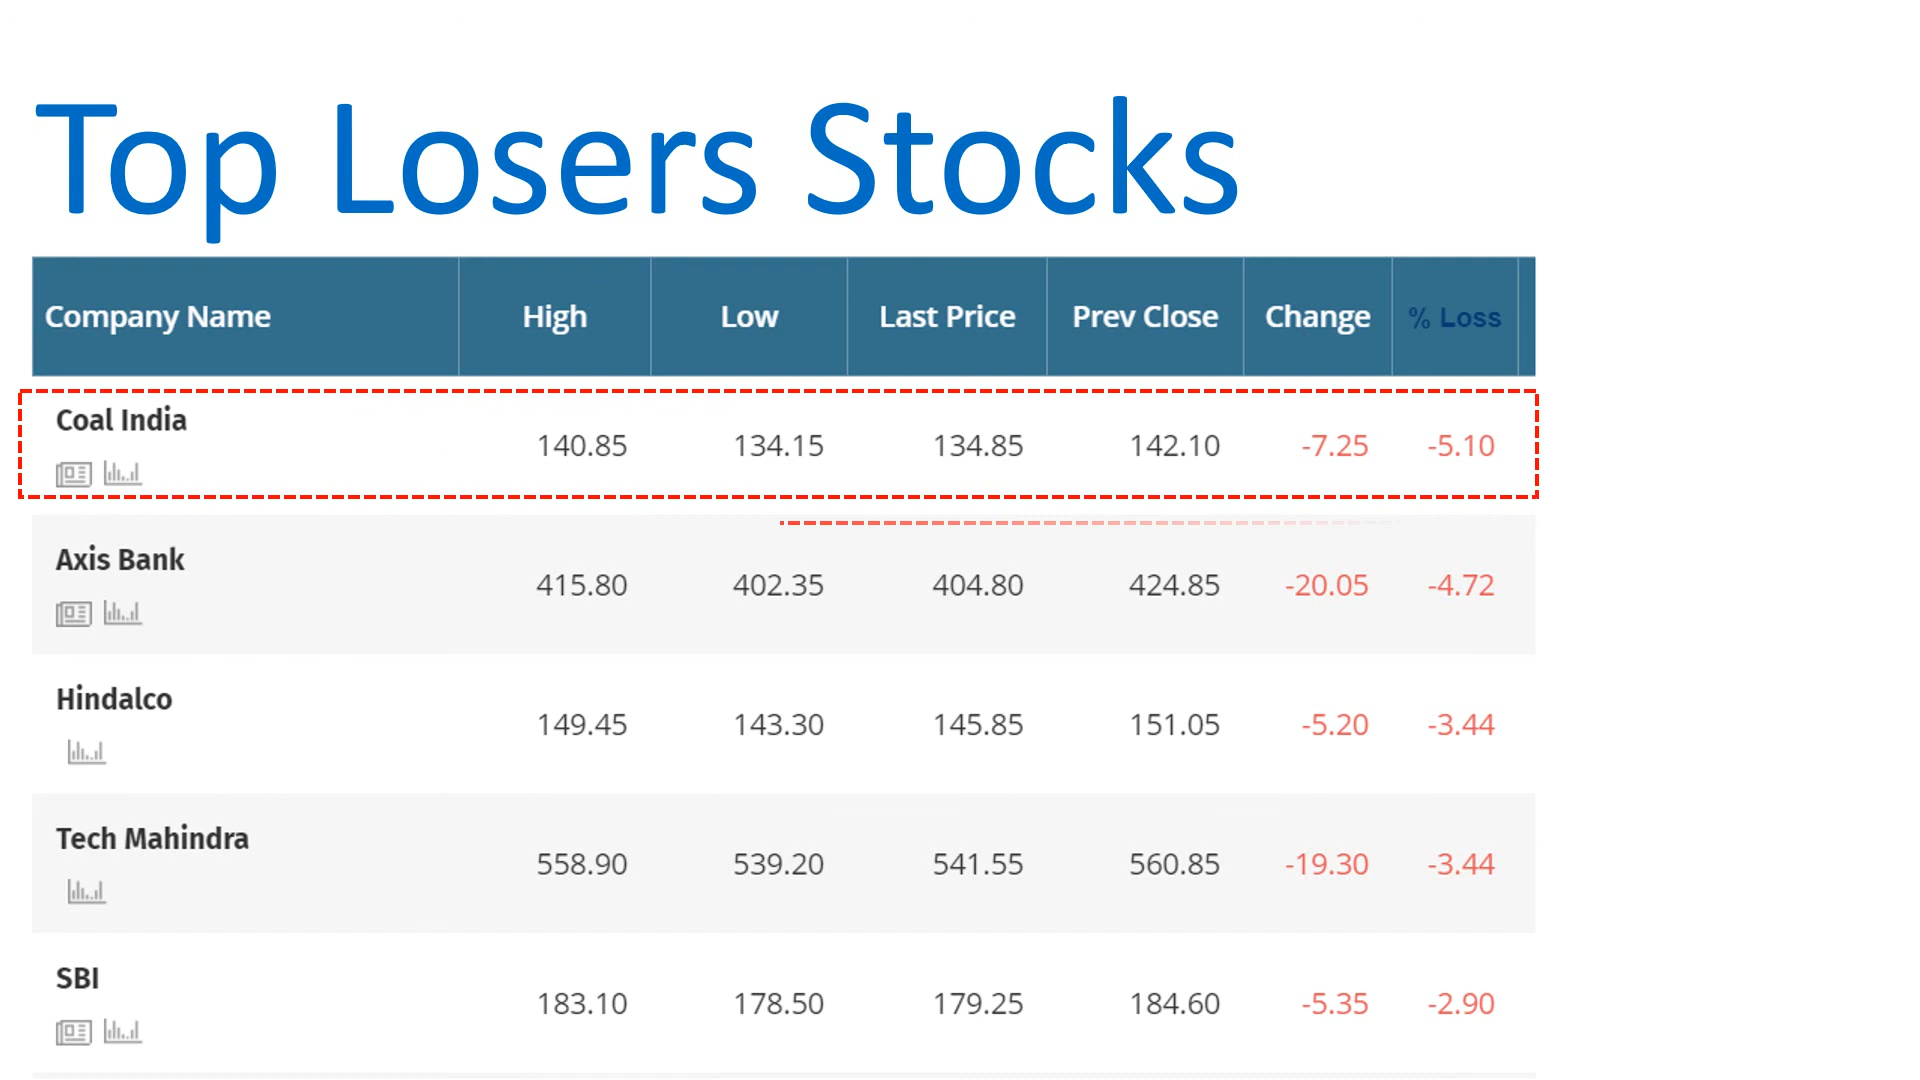 Top Losers Stocks
Company Name High Low Last Price Prev Close Change % Loss
Coal India
140.85 134.15 134.85 142.10 -7.25 -5.10
Axis Bank
415.80 402.35 404.80 424.85 -20.05 -4.72
Hindalco
149.45 143.30 145.85 151.05 -5.20 -3.44
Tech Mahindra
558.90 539.20 541.55 560.85 -19.30 -3.44
SBI
183.10 178.50 179.25 184.60 -5.35 -2.90